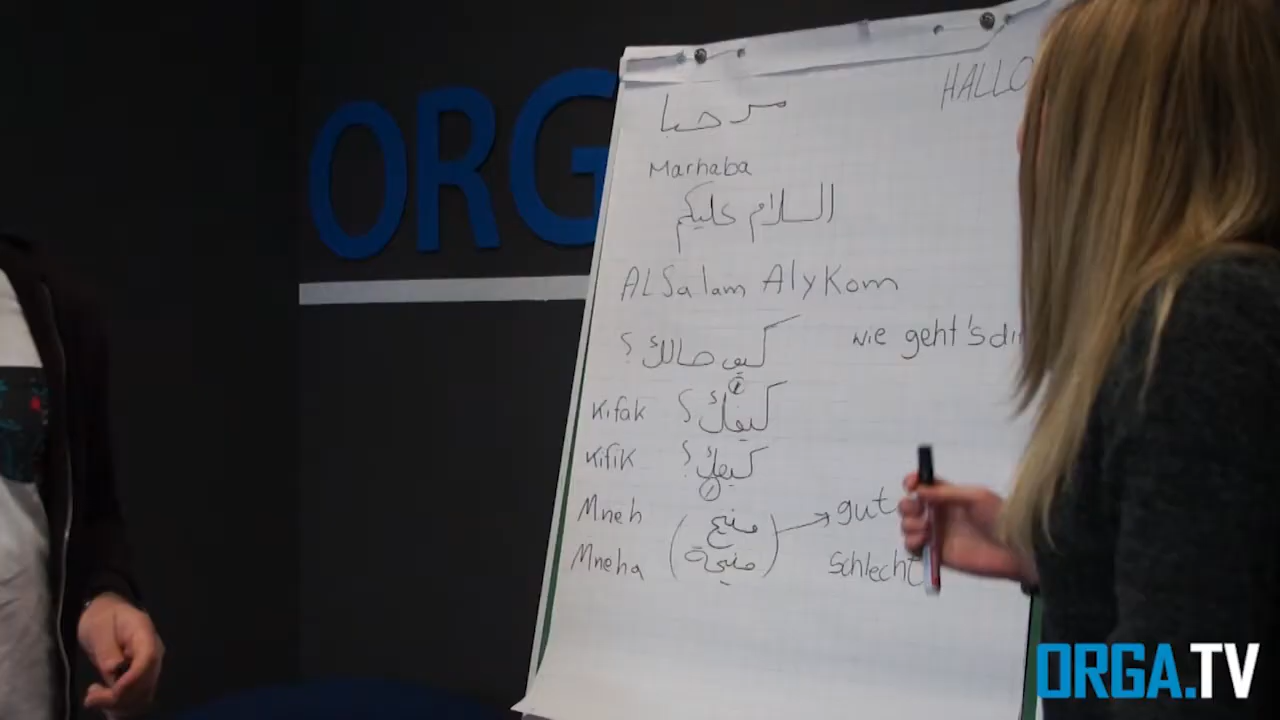 ORG
HALLO
مرحبا
Marhaba
السلام عليكم
ALSalam Alykom
كيف حالك ؟ wie geht's dir
Kifak كيفك ؟
Kifik كيفك ؟
Mneh (منيح → gut
Mneha منيحة) schlecht
ORGA.TV